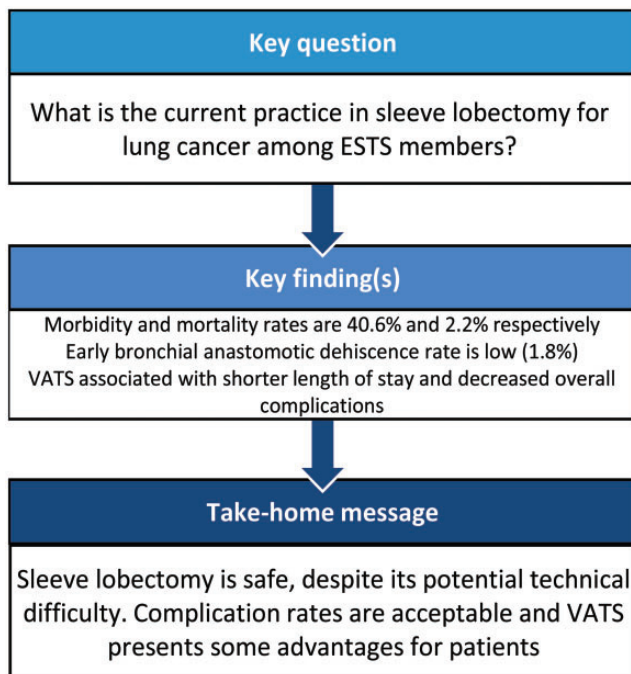 Key question
What is the current practice in sleeve lobectomy for
lung cancer among ESTS members?
Key finding(s)
Morbidity and mortality rates are 40.6% and 2.2% respectively
Early bronchial anastomotic dehiscence rate is low (1.8%)
VATS associated with shorter length of stay and decreased overall
complications
Take-home message
Sleeve lobectomy is safe, despite its potential technical
difficulty. Complication rates are acceptable and VATS
presents some advantages for patients